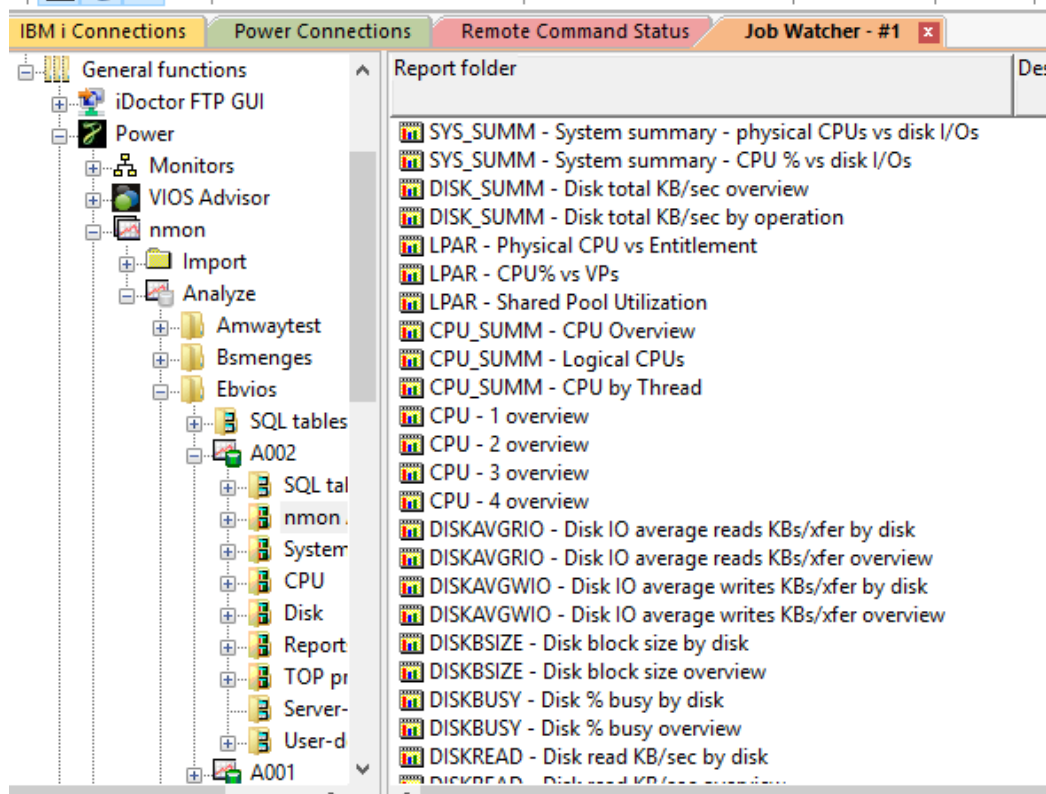 IBM i Connections
Power Connections
Remote Command Status
Job Watcher - #1
General functions
iDoctor FTP GUI
Power
Monitors
VIOS Advisor
nmon
Import
Analyze
Amwaytest
Bsmenges
Ebvios
SQL tables
A002
SQL tal
nmon
System
CPU
Disk
Report
TOP pr
Server-
User-d
A001
Report folder
Des
SYS_SUMM - System summary - physical CPUs vs disk I/Os
SYS_SUMM - System summary - CPU % vs disk I/Os
DISK_SUMM - Disk total KB/sec overview
DISK_SUMM - Disk total KB/sec by operation
LPAR - Physical CPU vs Entitlement
LPAR - CPU% vs VPs
LPAR - Shared Pool Utilization
CPU_SUMM - CPU Overview
CPU_SUMM - Logical CPUs
CPU_SUMM - CPU by Thread
CPU - 1 overview
CPU - 2 overview
CPU - 3 overview
CPU - 4 overview
DISKAVGRIO - Disk IO average reads KBs/xfer by disk
DISKAVGRIO - Disk IO average reads KBs/xfer overview
DISKAVGWIO - Disk IO average writes KBs/xfer by disk
DISKAVGWIO - Disk IO average writes KBs/xfer overview
DISKBSIZE - Disk block size by disk
DISKBSIZE - Disk block size overview
DISKBUSY - Disk % busy by disk
DISKBUSY - Disk % busy overview
DISKREAD - Disk read KB/sec by disk
DISKREAD - Disk read KB/sec overview